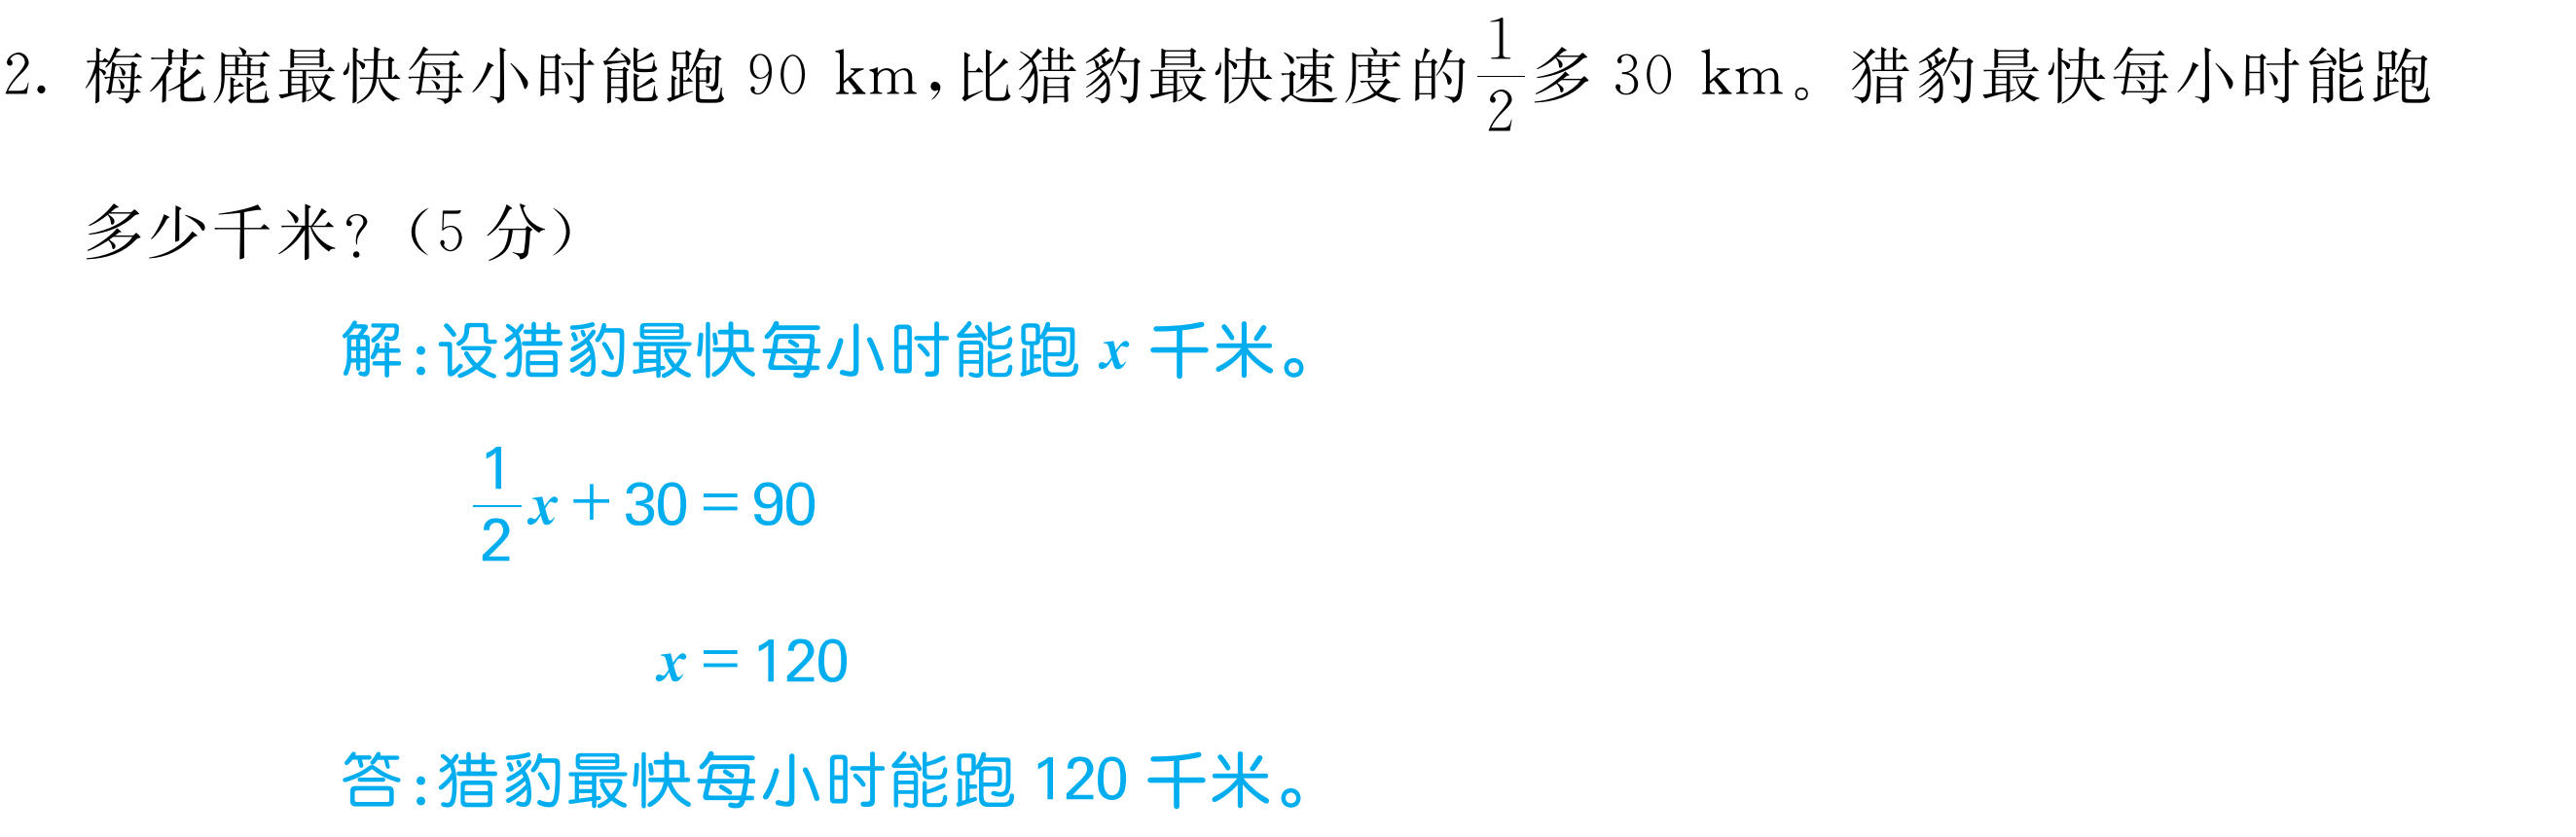 2. 梅花鹿最快每小时能跑 90 km,比猎豹最快速度的1/2多 30 km。猎豹最快每小时能跑
多少千米?(5 分)
解:设猎豹最快每小时能跑 x 千米。
1/2x + 30 = 90
x = 120
答:猎豹最快每小时能跑 120 千米。